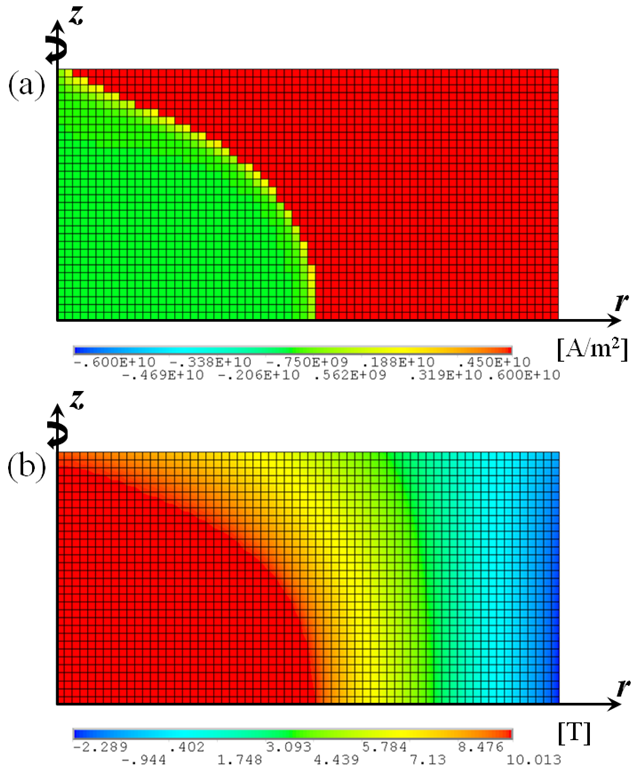 z
(a)
r
[A/m²]
-.600E+10 -.338E+10 -.750E+09 .188E+10 .450E+10
-.469E+10 -.206E+10 .562E+09 .319E+10 .600E+10
z
(b)
r
[T]
-2.289 .402 3.093 5.784 8.476
-.944 1.748 4.439 7.13 10.013